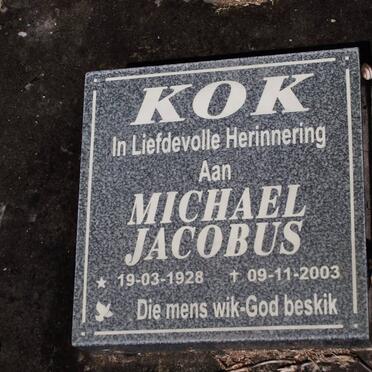 KOK
In Liefdevolle Herinnering
Aan
MICHAEL
JACOBUS
★ 19-03-1928 ✝ 09-11-2003
Die mens wik-God beskik